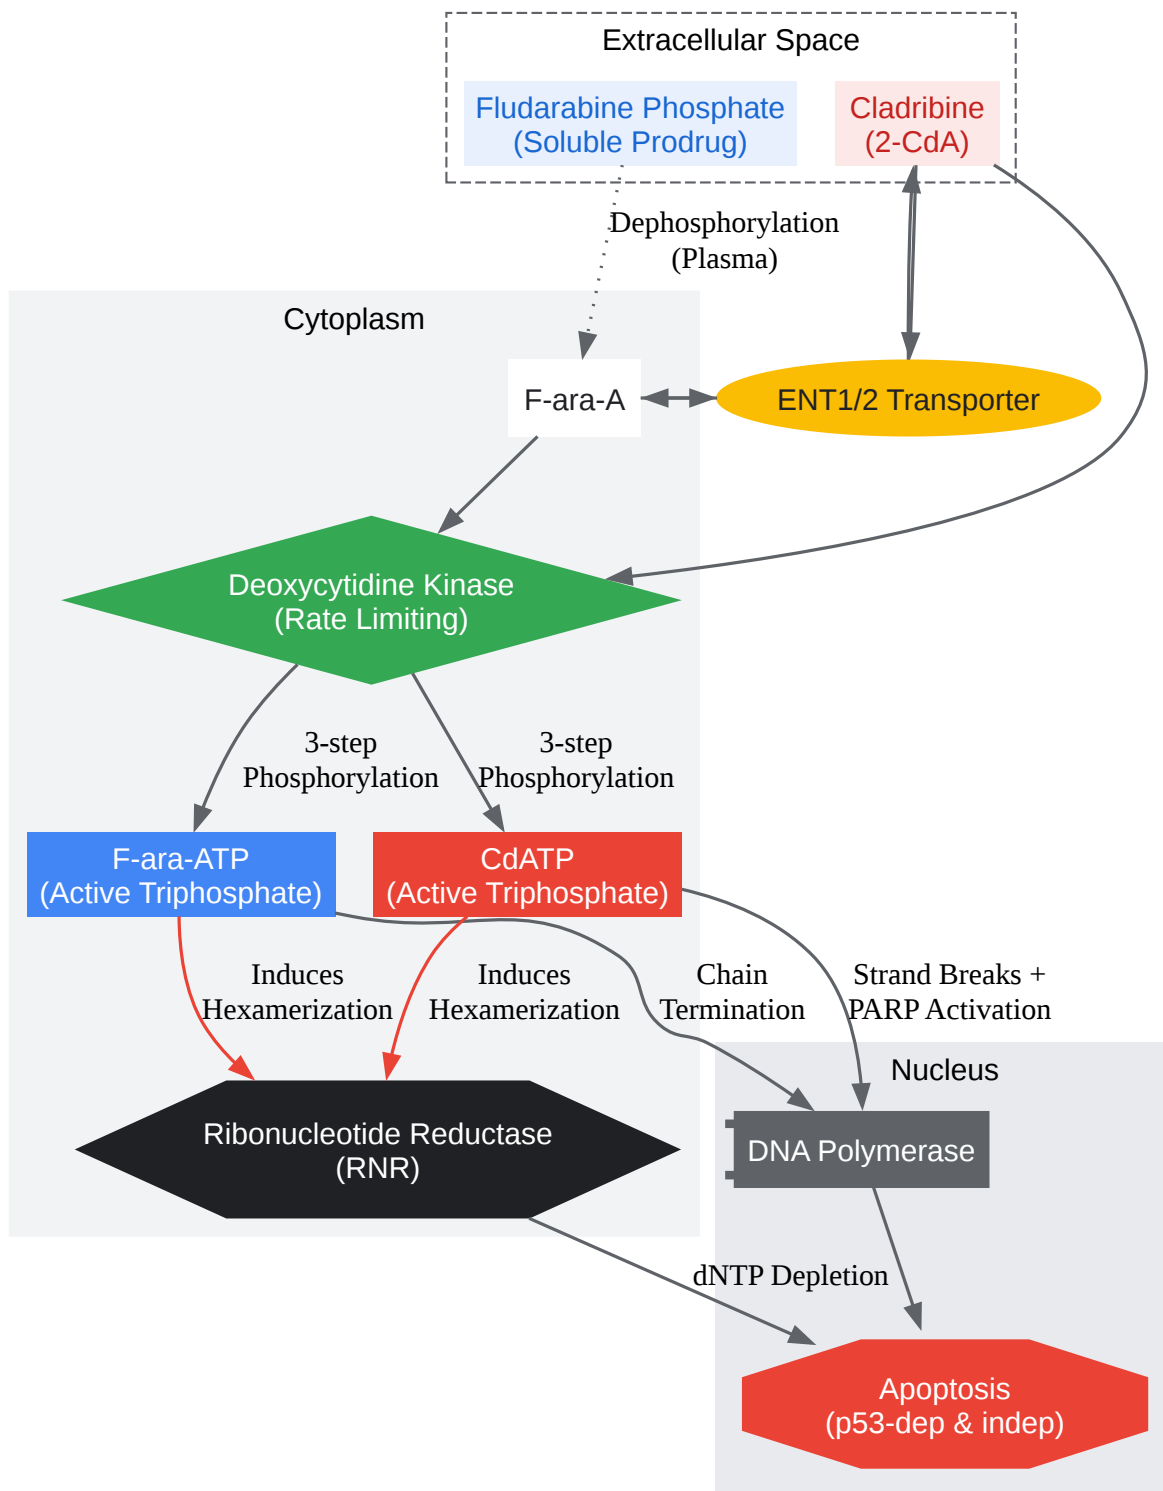 Extracellular Space
Fludarabine Phosphate
(Soluble Prodrug)
Cladribine
(2-CdA)
Dephosphorylation
(Plasma)
Cytoplasm
F-ara-A
ENT1/2 Transporter
Deoxycytidine Kinase
(Rate Limiting)
3-step
Phosphorylation
3-step
Phosphorylation
F-ara-ATP
(Active Triphosphate)
CdATP
(Active Triphosphate)
Induces
Hexamerization
Induces
Hexamerization
Chain
Termination
Strand Breaks +
PARP Activation
Nucleus
Ribonucleotide Reductase
(RNR)
DNA Polymerase
dNTP Depletion
Apoptosis
(p53-dep & indep)